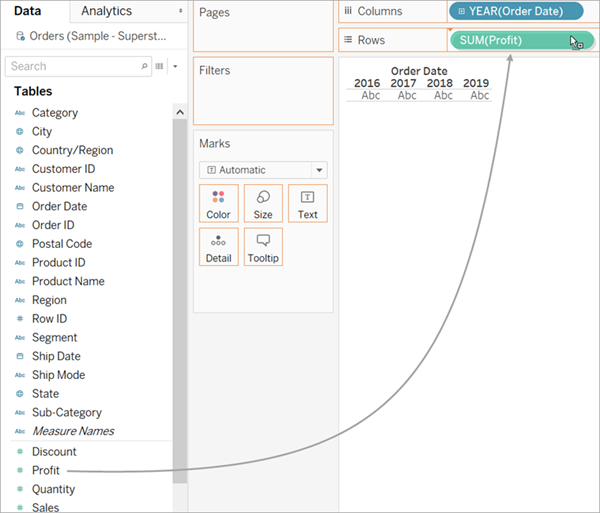 Data
Analytics
Orders (Sample - Superst...
Search
Tables
Abc Category
City
Country/Region
Abc Customer ID
Abc Customer Name
Order Date
Abc Order ID
Postal Code
Abc Product ID
Abc Product Name
Abc Region
# Row ID
Abc Segment
Ship Date
Abc Ship Mode
State
Abc Sub-Category
Abc Measure Names
# Discount
# Profit
# Quantity
# Sales
Pages
Filters
Marks
T Automatic
Color Size T Text
Detail Tooltip
Columns YEAR(Order Date)
Rows SUM(Profit)
Order Date
2016 2017 2018 2019
Abc Abc Abc Abc